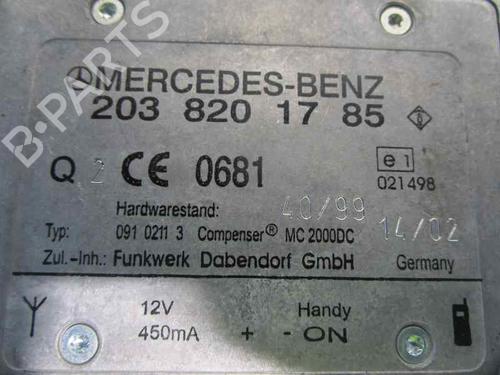 B-PARTS
MERCEDES-BENZ
203 820 17 85
Q 2 CE 0681 e1
021498
Hardwarestand: 40/99 14/02
Typ: 091 0211 3 Compenser® MC 2000DC
Zul.-Inh.: Funkwerk Dabendorf GmbH Germany
12V Handy
450mA + - ON